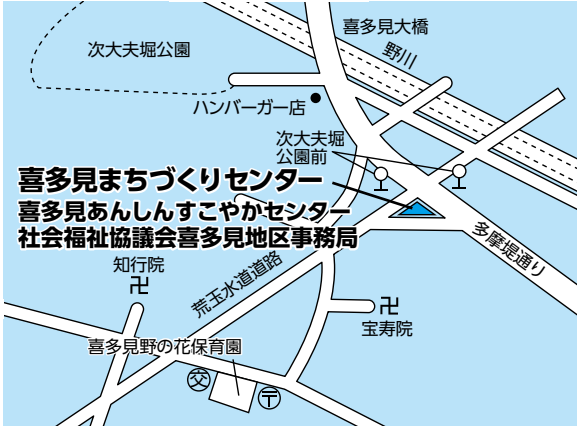 喜多見大橋
野川
次大夫堀公園
ハンバーガー店
次大夫堀
公園前
喜多見まちづくりセンター
喜多見あんしんすこやかセンター
社会福祉協議会喜多見地区事務局
多摩堤通り
知行院
荒玉水道道路
宝寿院
喜多見野の花保育園
交